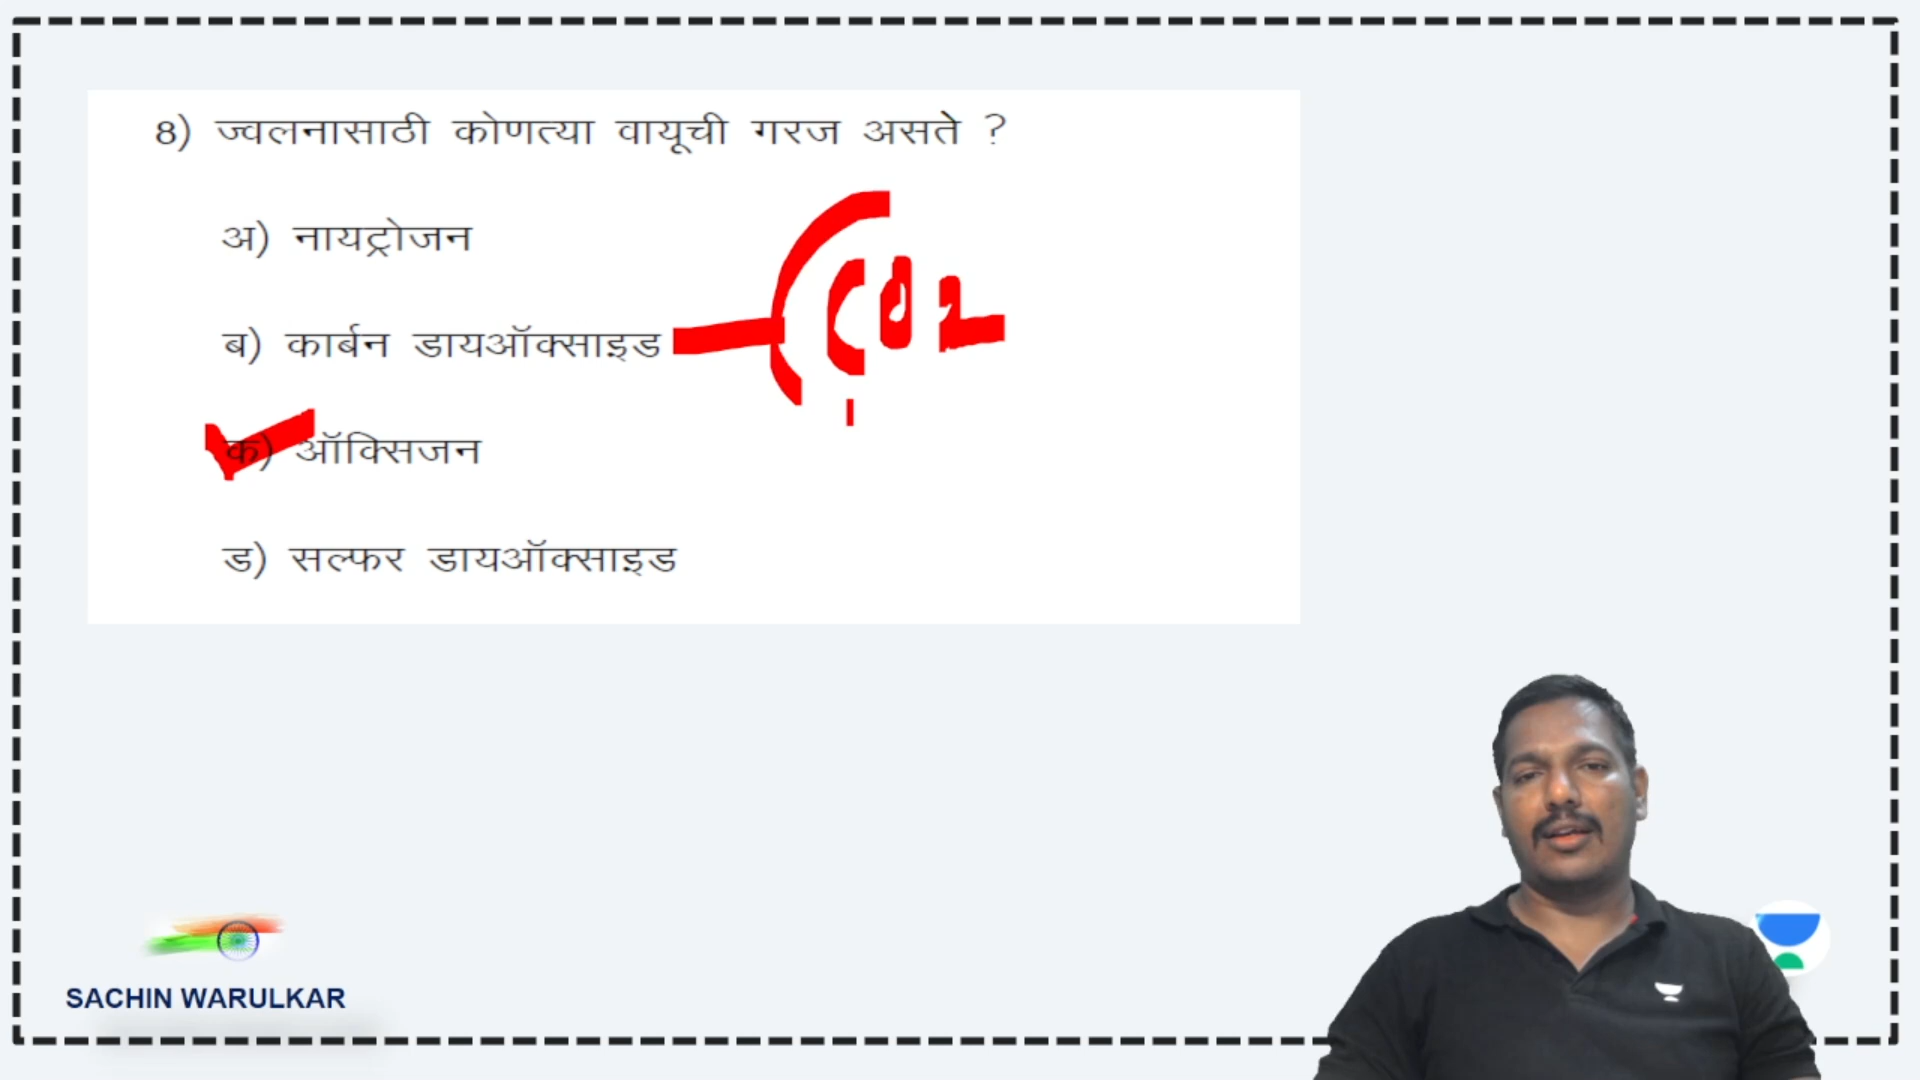 8) ज्वलनासाठी कोणत्या वायूची गरज असते ?
अ) नायट्रोजन
ब) कार्बन डायऑक्साइड
CO2
क) ऑक्सिजन
ड) सल्फर डायऑक्साइड
SACHIN WARULKAR